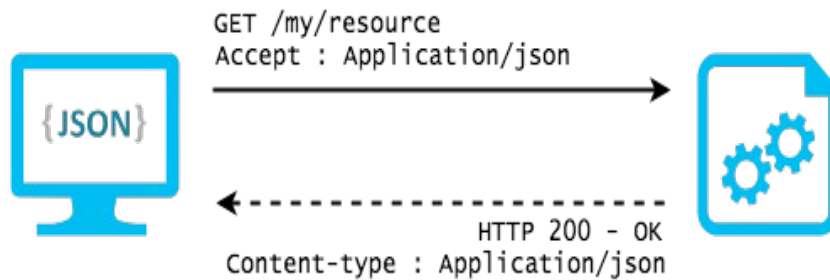 GET /my/resource
Accept : Application/json
{JSON}
HTTP 200 - OK
Content-type : Application/json